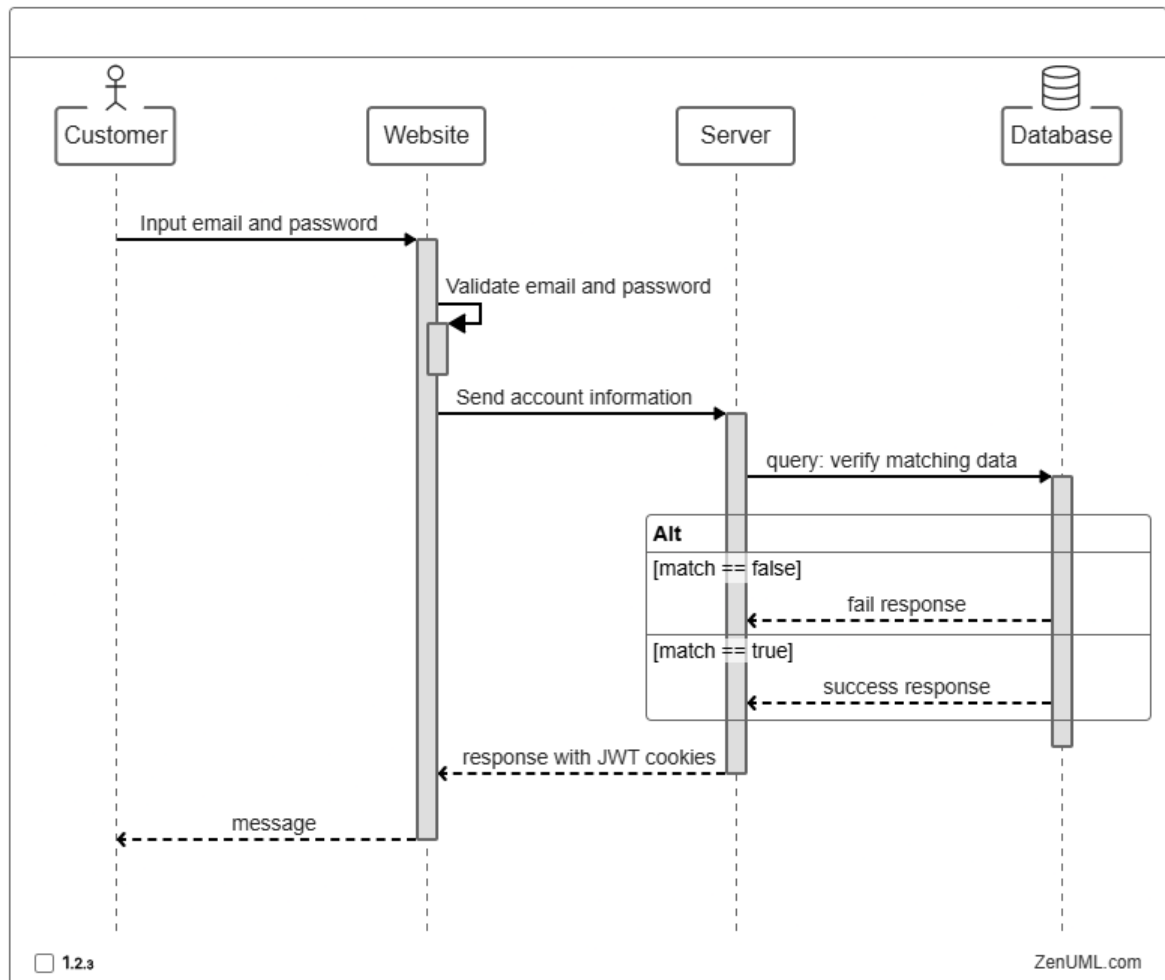 Customer
Website
Server
Database
Input email and password
Validate email and password
Send account information
query: verify matching data
Alt
[match == false]
fail response
[match == true]
success response
response with JWT cookies
message
1.2.3
ZenUML.com